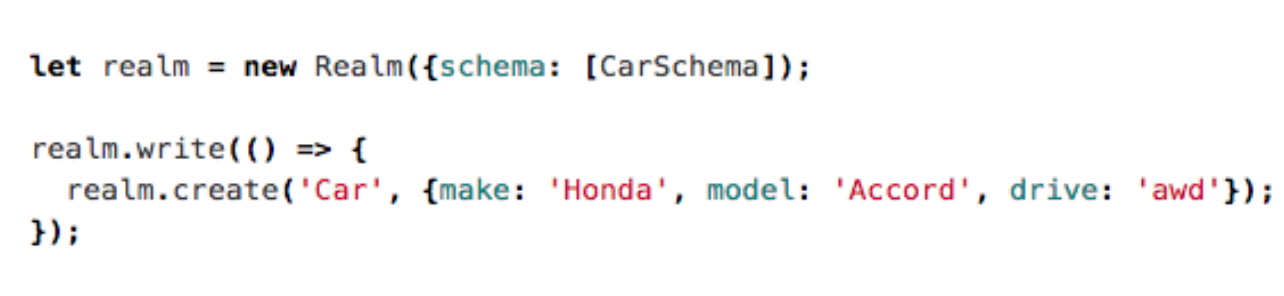 let realm = new Realm({schema: [CarSchema]});
realm.write(() => {
  realm.create('Car', {make: 'Honda', model: 'Accord', drive: 'awd'});
});